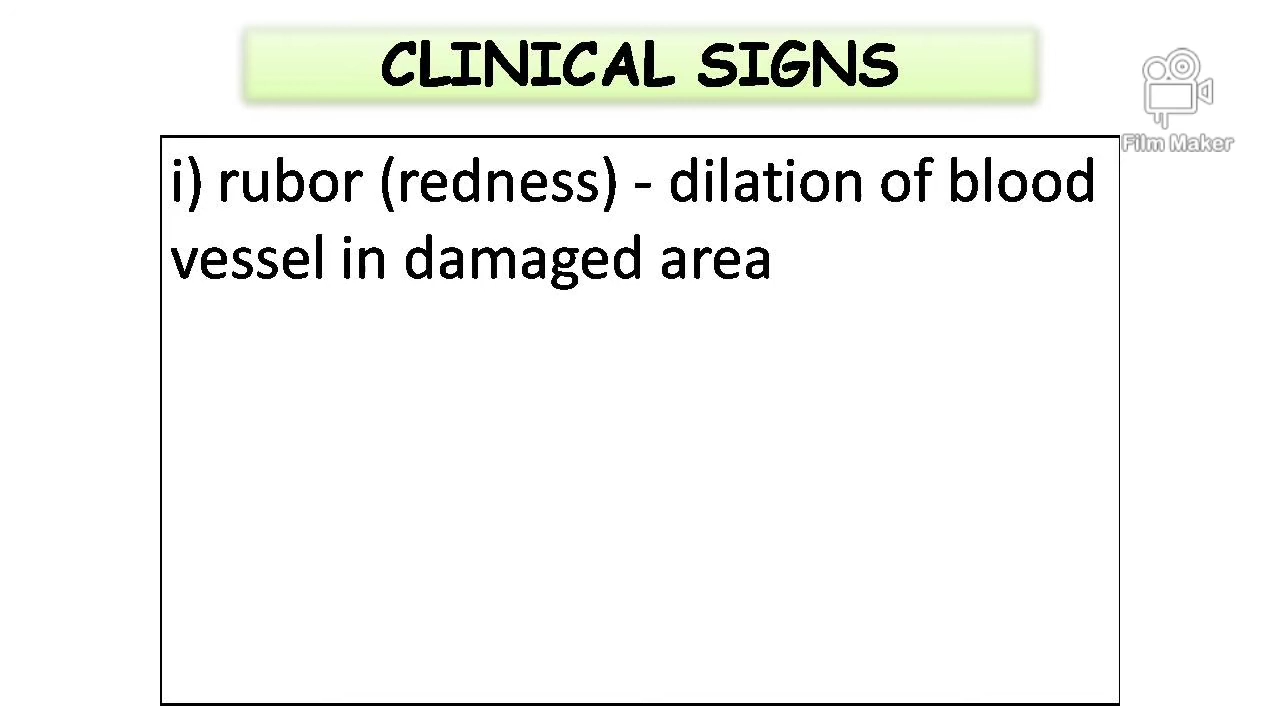 CLINICAL SIGNS
Film Maker
i) rubor (redness) - dilation of blood
vessel in damaged area